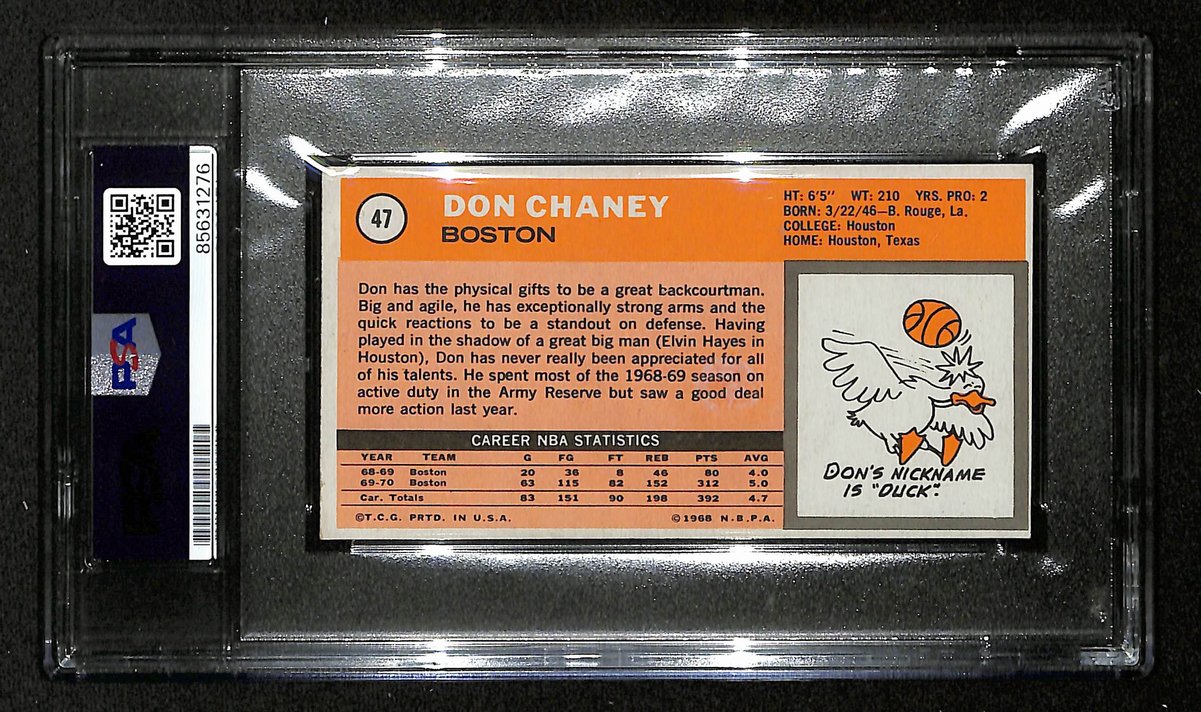 85631276
PSA
47
DON CHANEY
BOSTON
HT: 6'5" WT: 210 YRS. PRO: 2
BORN: 3/22/46—B. Rouge, La.
COLLEGE: Houston
HOME: Houston, Texas
Don has the physical gifts to be a great backcourtman.
Big and agile, he has exceptionally strong arms and the
quick reactions to be a standout on defense. Having
played in the shadow of a great big man (Elvin Hayes in
Houston), Don has never really been appreciated for all
of his talents. He spent most of the 1968-69 season on
active duty in the Army Reserve but saw a good deal
more action last year.
CAREER NBA STATISTICS
YEAR TEAM G FG FT REB PTS AVG
68-69 Boston 20 36 8 46 80 4.0
69-70 Boston 63 115 82 152 312 5.0
Car. Totals 83 151 90 198 392 4.7
©T.C.G. PRTD. IN U.S.A. ©1968 N.B.P.A.
DON'S NICKNAME
IS "DUCK".